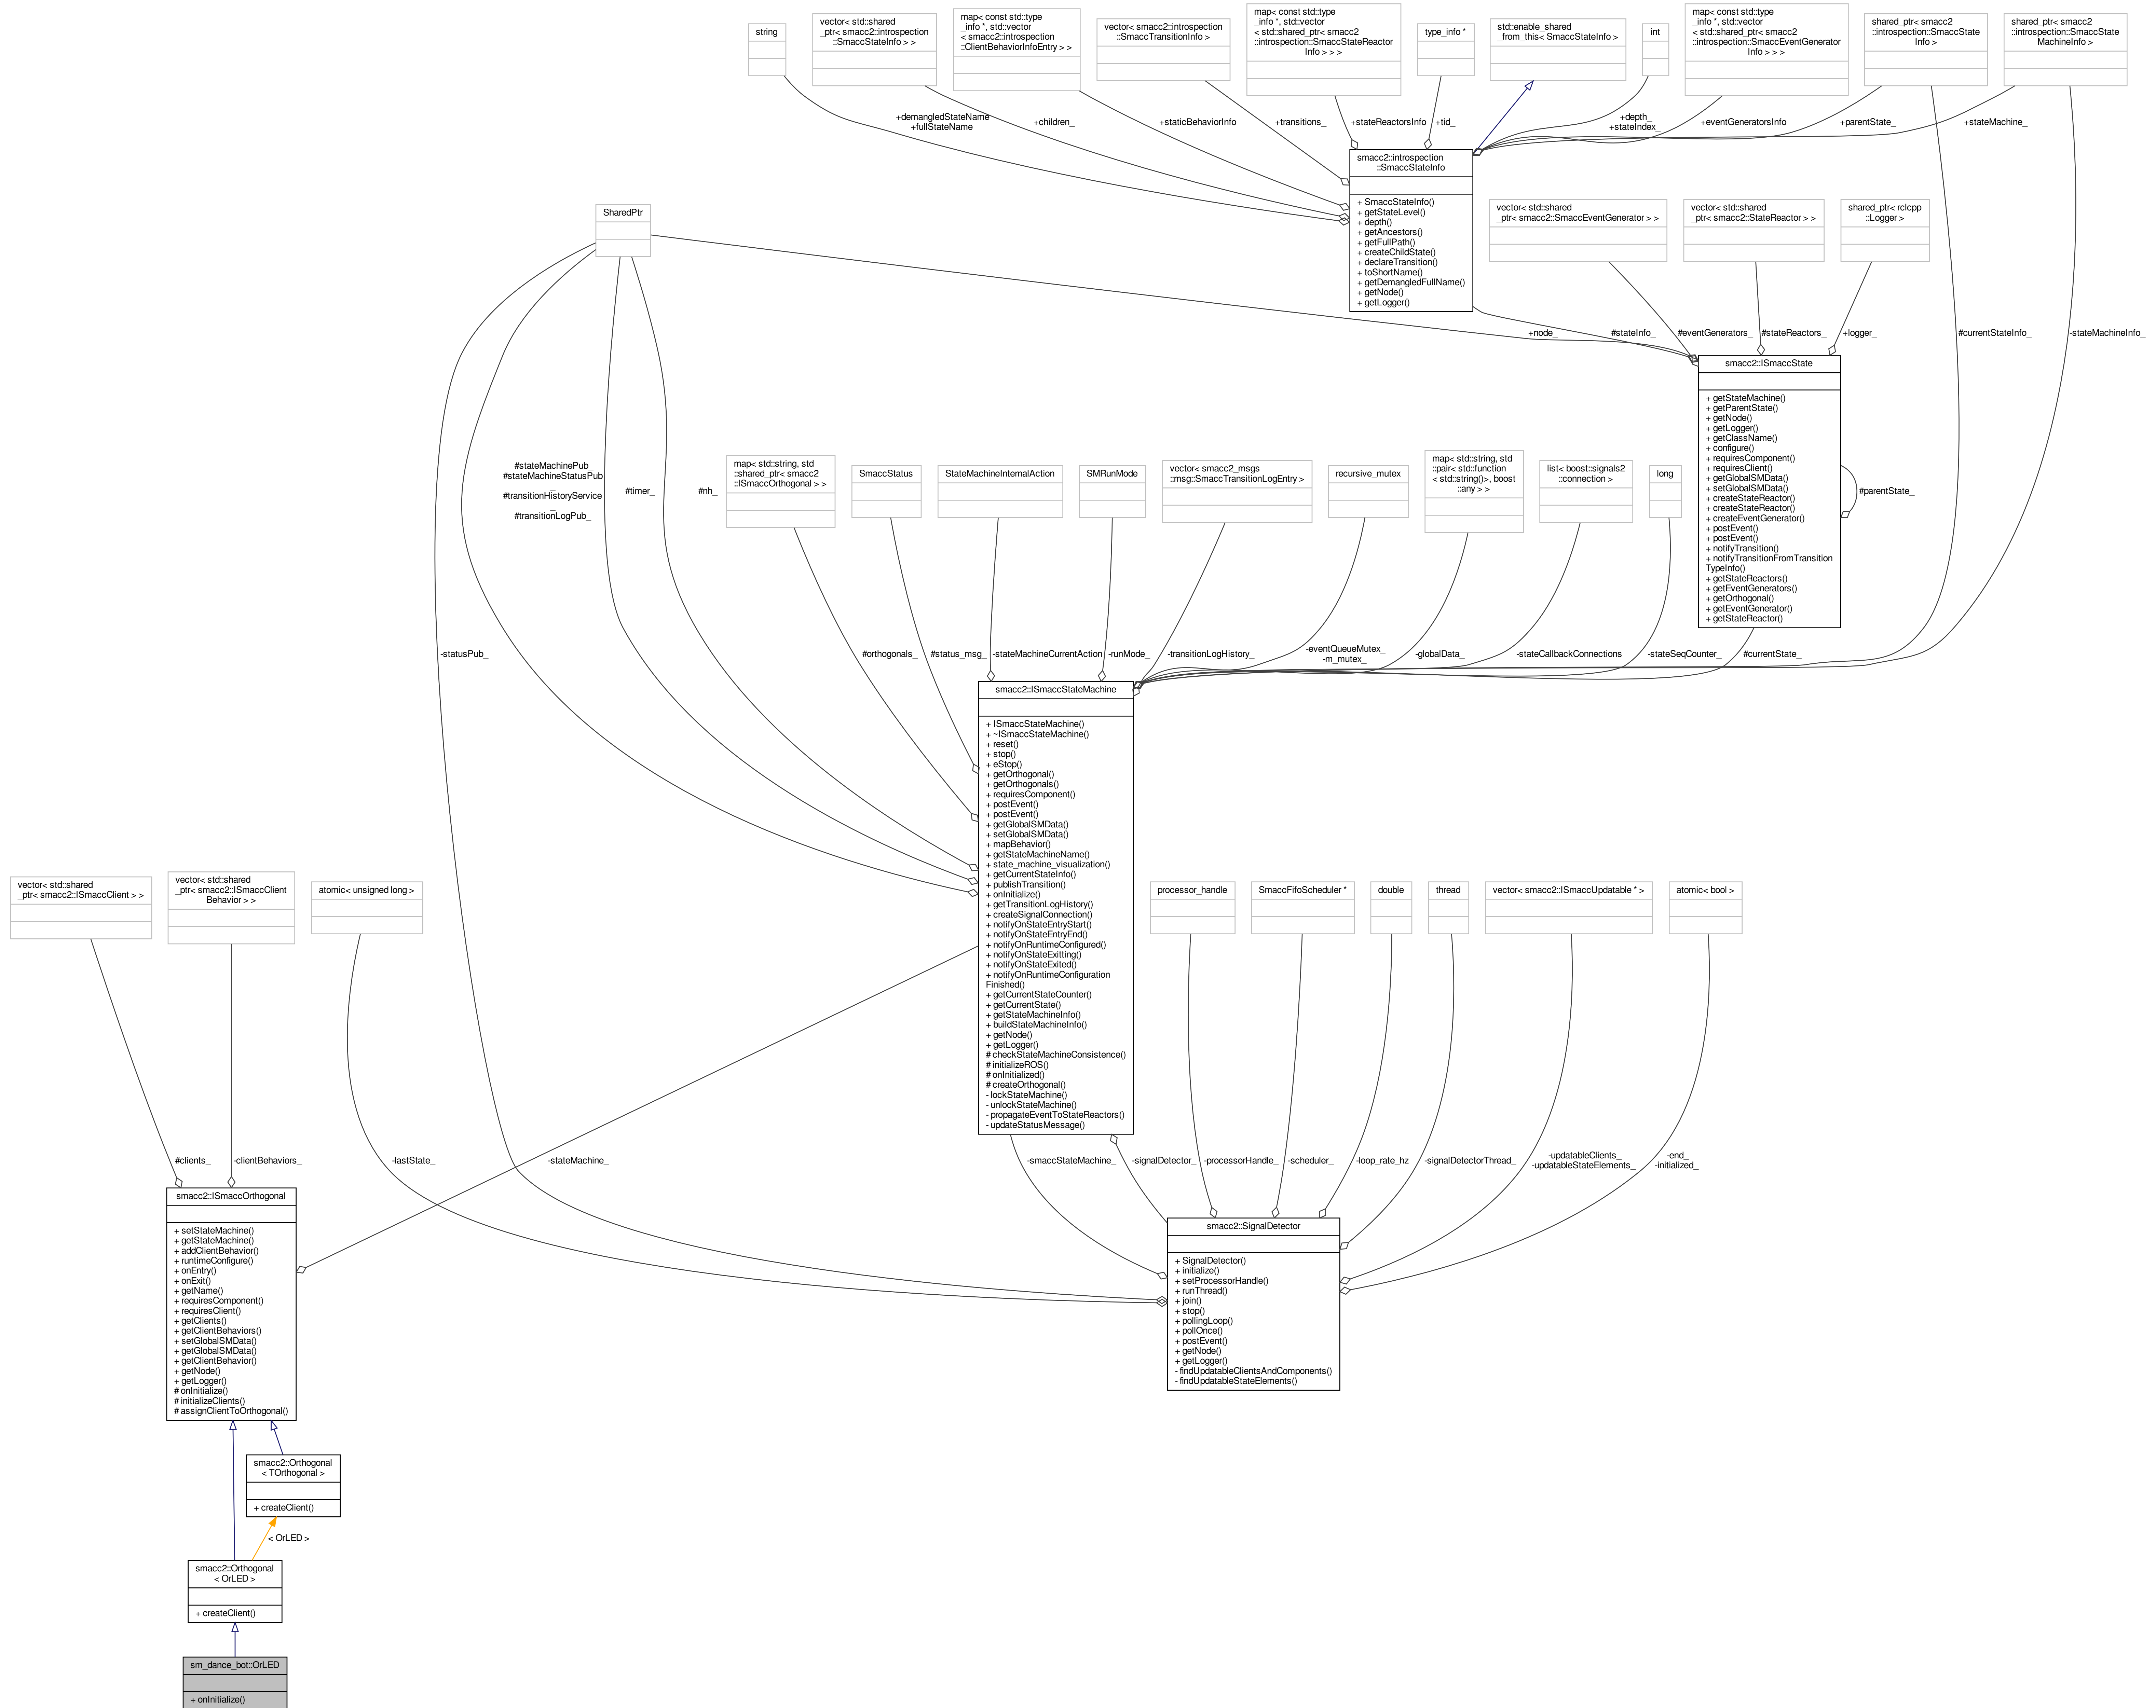 string
vector< std::shared
_ptr< smacc2::introspection
::SmaccStateInfo > >
map< const std::type
_info *, std::vector
< smacc2::introspection
::ClientBehaviorInfoEntry > >
vector< smacc2::introspection
::SmaccTransitionInfo >
map< const std::type
_info *, std::vector
< std::shared_ptr< smacc2
::introspection::SmaccStateReactor
Info > > >
type_info *
std::enable_shared
_from_this< SmaccStateInfo >
int
map< const std::type
_info *, std::vector
< std::shared_ptr< smacc2
::introspection::SmaccEventGenerator
Info > > >
shared_ptr< smacc2
::introspection::SmaccState
Info >
shared_ptr< smacc2
::introspection::SmaccState
MachineInfo >
+demangledStateName
+fullStateName
+children_
+staticBehaviorInfo
+transitions_
+stateReactorsInfo
+tid_
+depth_
+stateIndex_
+eventGeneratorsInfo
+parentState_
+stateMachine_
smacc2::introspection
::SmaccStateInfo
+ SmaccStateInfo()
+ getStateLevel()
+ depth()
+ getAncestors()
+ getFullPath()
+ createChildState()
+ declareTransition()
+ toShortName()
+ getDemangledFullName()
+ getNode()
+ getLogger()
SharedPtr
vector< std::shared
_ptr< smacc2::SmaccEventGenerator > >
vector< std::shared
_ptr< smacc2::StateReactor > >
shared_ptr< rclcpp
::Logger >
+node_
#stateInfo_
#eventGenerators_
#stateReactors_
+logger_
#currentStateInfo_
-stateMachineInfo_
smacc2::ISmaccState
+ getStateMachine()
+ getParentState()
+ getNode()
+ getLogger()
+ getClassName()
+ configure()
+ requiresComponent()
+ requiresClient()
+ getGlobalSMData()
+ setGlobalSMData()
+ createStateReactor()
+ createStateReactor()
+ createEventGenerator()
+ postEvent()
+ postEvent()
+ notifyTransition()
+ notifyTransitionFromTransition
TypeInfo()
+ getStateReactors()
+ getEventGenerators()
+ getOrthogonal()
+ getEventGenerator()
+ getStateReactor()
#parentState_
#stateMachinePub_
#stateMachineStatusPub
_
#transitionHistoryService
_
#transitionLogPub_
#timer_
#nh_
map< std::string, std
::shared_ptr< smacc2
::ISmaccOrthogonal > >
SmaccStatus
StateMachineInternalAction
SMRunMode
vector< smacc2_msgs
::msg::SmaccTransitionLogEntry >
recursive_mutex
map< std::string, std
::pair< std::function
< std::string()>, boost
::any > >
list< boost::signals2
::connection >
long
-statusPub_
#orthogonals_
#status_msg_
-stateMachineCurrentAction
-runMode_
-transitionLogHistory_
-eventQueueMutex_
-m_mutex_
-globalData_
-stateCallbackConnections
-stateSeqCounter_
#currentState_
smacc2::ISmaccStateMachine
+ ISmaccStateMachine()
+ ~ISmaccStateMachine()
+ reset()
+ stop()
+ eStop()
+ getOrthogonal()
+ getOrthogonals()
+ requiresComponent()
+ postEvent()
+ postEvent()
+ getGlobalSMData()
+ setGlobalSMData()
+ mapBehavior()
+ getStateMachineName()
+ state_machine_visualization()
+ getCurrentStateInfo()
+ publishTransition()
+ onInitialize()
+ getTransitionLogHistory()
+ createSignalConnection()
+ notifyOnStateEntryStart()
+ notifyOnStateEntryEnd()
+ notifyOnRuntimeConfigured()
+ notifyOnStateExitting()
+ notifyOnStateExited()
+ notifyOnRuntimeConfiguration
Finished()
+ getCurrentStateCounter()
+ getCurrentState()
+ getStateMachineInfo()
+ buildStateMachineInfo()
+ getNode()
+ getLogger()
# checkStateMachineConsistence()
# initializeROS()
# onInitialized()
# createOrthogonal()
- lockStateMachine()
- unlockStateMachine()
- propagateEventToStateReactors()
- updateStatusMessage()
vector< std::shared
_ptr< smacc2::ISmaccClient > >
vector< std::shared
_ptr< smacc2::ISmaccClient
Behavior > >
atomic< unsigned long >
processor_handle
SmaccFifoScheduler *
double
thread
vector< smacc2::ISmaccUpdatable * >
atomic< bool >
#clients_
-clientBehaviors_
-lastState_
-stateMachine_
-smaccStateMachine_
-signalDetector_
-processorHandle_
-scheduler_
-loop_rate_hz
-signalDetectorThread_
-updatableClients_
-updatableStateElements_
-end_
-initialized_
smacc2::ISmaccOrthogonal
+ setStateMachine()
+ getStateMachine()
+ addClientBehavior()
+ runtimeConfigure()
+ onEntry()
+ onExit()
+ getName()
+ requiresComponent()
+ requiresClient()
+ getClients()
+ getClientBehaviors()
+ setGlobalSMData()
+ getGlobalSMData()
+ getClientBehavior()
+ getNode()
+ getLogger()
# onInitialize()
# initializeClients()
# assignClientToOrthogonal()
smacc2::SignalDetector
+ SignalDetector()
+ initialize()
+ setProcessorHandle()
+ runThread()
+ join()
+ stop()
+ pollingLoop()
+ pollOnce()
+ postEvent()
+ getNode()
+ getLogger()
- findUpdatableClientsAndComponents()
- findUpdatableStateElements()
smacc2::Orthogonal
< TOrthogonal >
+ createClient()
< OrLED >
smacc2::Orthogonal
< OrLED >
+ createClient()
sm_dance_bot::OrLED
+ onInitialize()